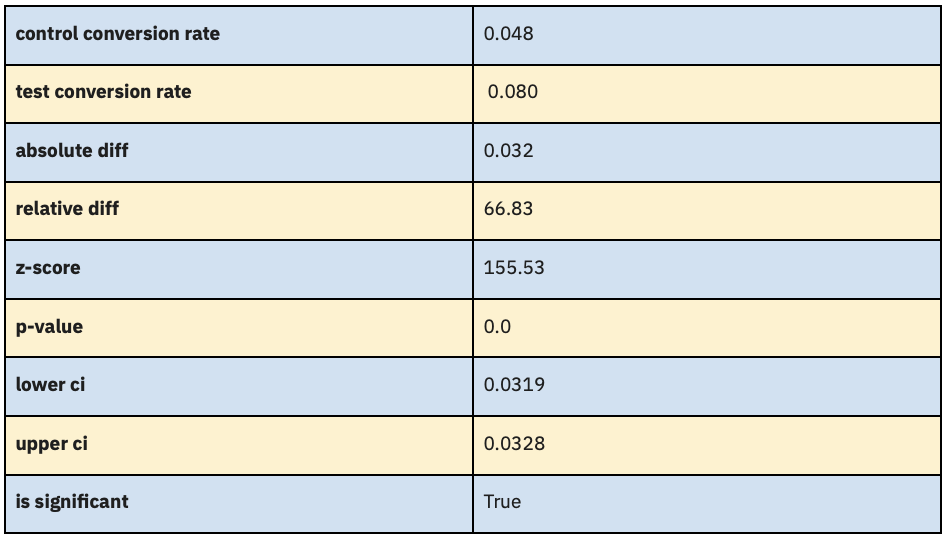 control conversion rate 0.048
test conversion rate 0.080
absolute diff 0.032
relative diff 66.83
z-score 155.53
p-value 0.0
lower ci 0.0319
upper ci 0.0328
is significant True